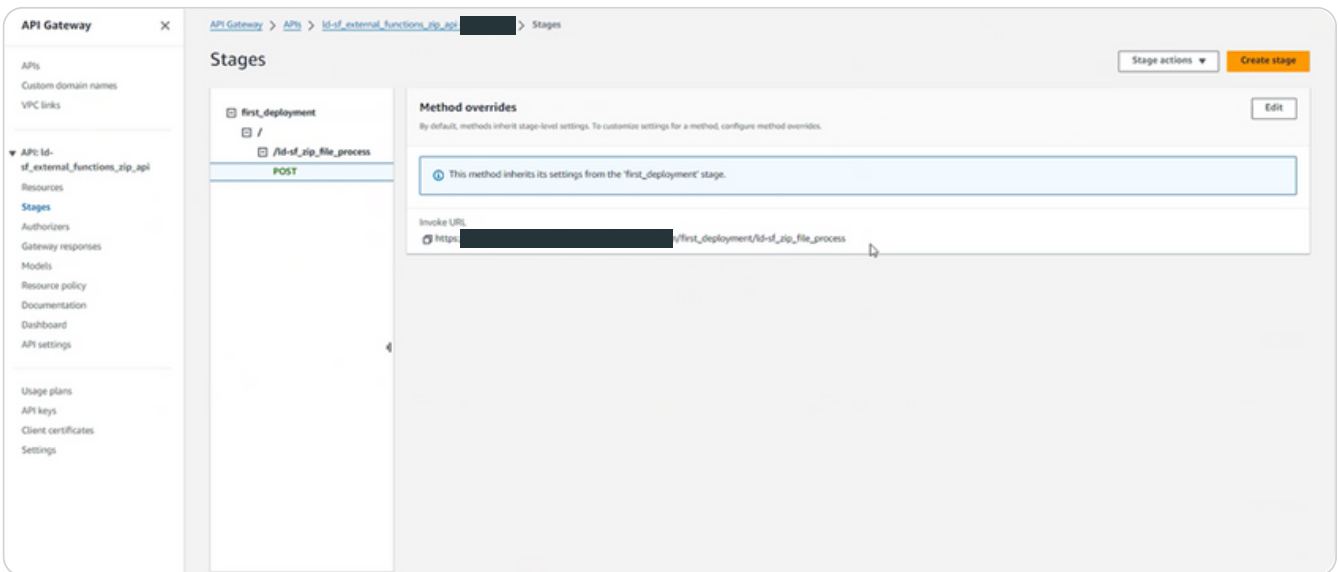 API Gateway
APIs
Custom domain names
VPC links
API: ld-
sf_external_functions_zip_api
Resources
Stages
Authorizers
Gateway responses
Models
Resource policy
Documentation
Dashboard
API settings
Usage plans
API keys
Client certificates
Settings
API Gateway > APIs > ld-sf_external_functions_zip_api > Stages
Stages
Stage actions
Create stage
first_deployment
/
/ld-sf_zip_file_process
POST
Method overrides
Edit
By default, methods inherit stage-level settings. To customize settings for a method, configure method overrides.
This method inherits its settings from the 'first_deployment' stage.
Invoke URL
https: /first_deployment/ld-sf_zip_file_process